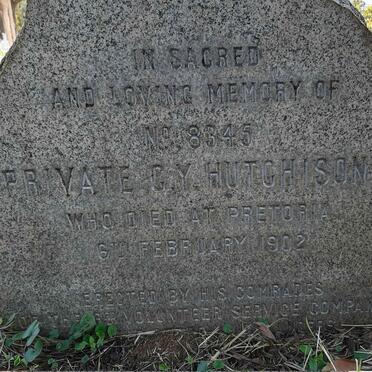 IN SACRED
AND LOVING MEMORY OF
No 8345
PRIVATE C.Y. HUTCHISON
WHO DIED AT PRETORIA
6TH FEBRUARY 1902
ERECTED BY HIS COMRADES
VOLUNTEER SERVICE COMPA